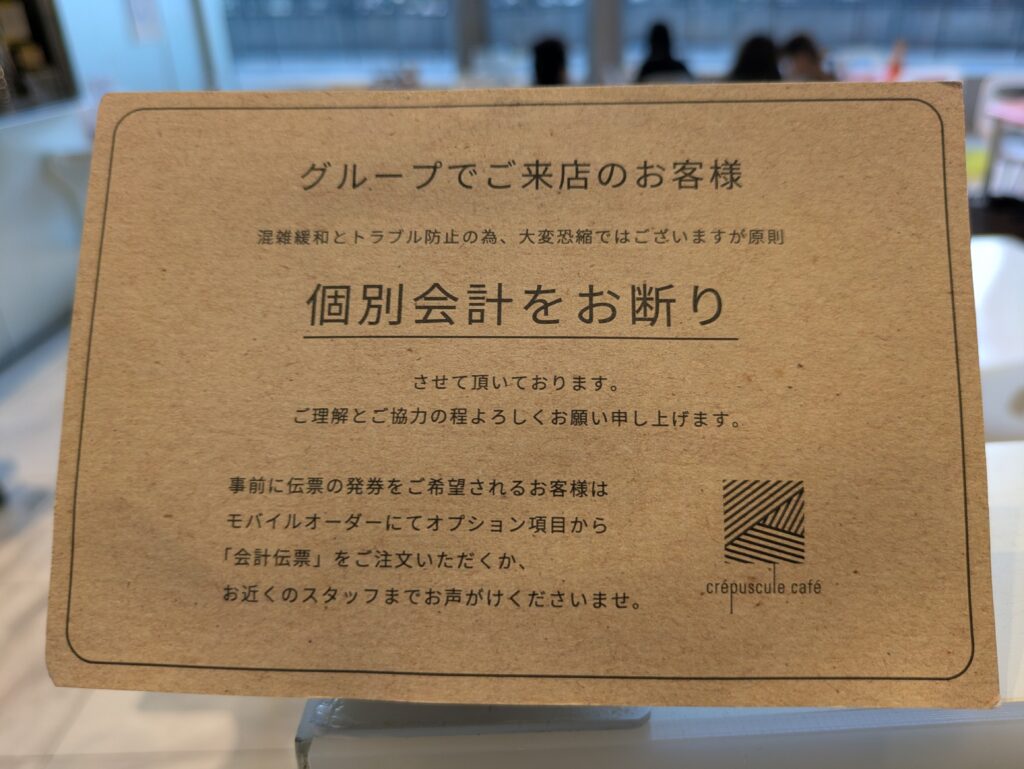 グループでご来店のお客様
混雑緩和とトラブル防止の為、大変恐縮ではございますが原則
個別会計をお断り
させて頂いております。
ご理解とご協力の程よろしくお願い申し上げます。
事前に伝票の発券をご希望されるお客様は
モバイルオーダーにてオプション項目から
「会計伝票」をご注文いただくか、
お近くのスタッフまでお声がけくださいませ。
crépuscule café